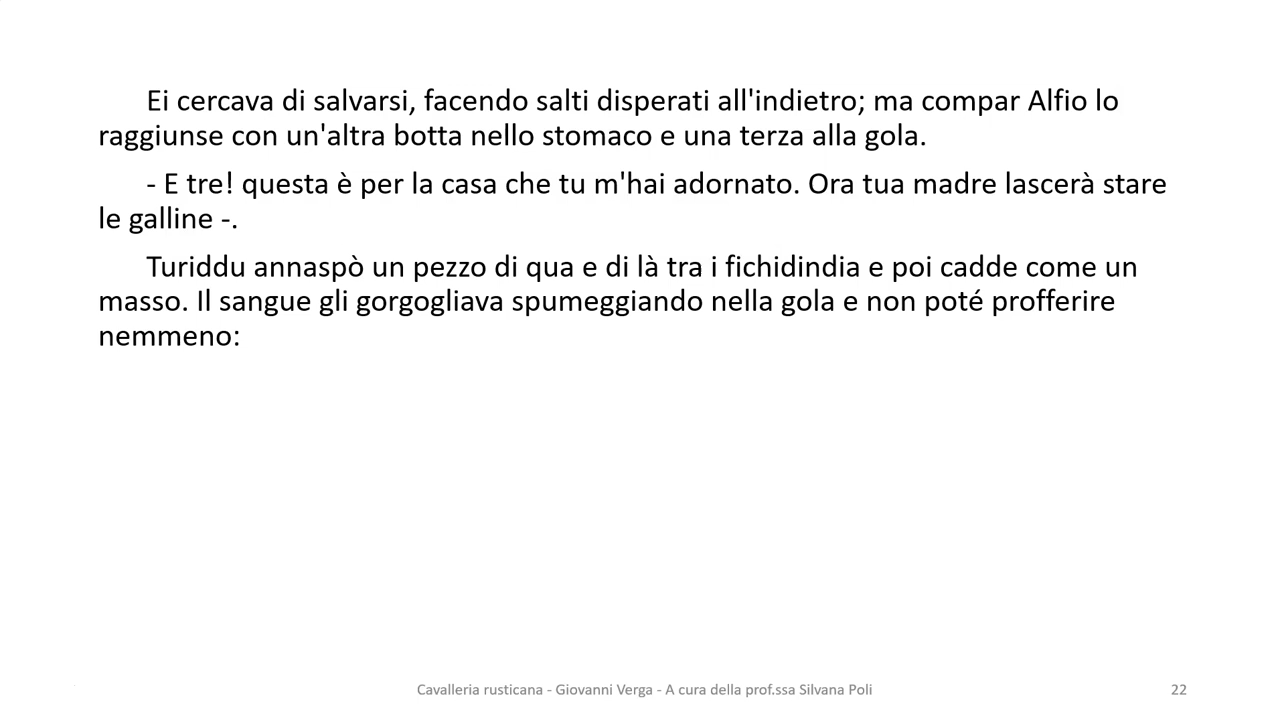 Ei cercava di salvarsi, facendo salti disperati all'indietro; ma compar Alfio lo
raggiunse con un'altra botta nello stomaco e una terza alla gola.
- E tre! questa è per la casa che tu m'hai adornato. Ora tua madre lascerà stare
le galline -.
Turiddu annaspò un pezzo di qua e di là tra i fichidindia e poi cadde come un
masso. Il sangue gli gorgogliava spumeggiando nella gola e non poté profferire
nemmeno:
Cavalleria rusticana - Giovanni Verga - A cura della prof.ssa Silvana Poli
22